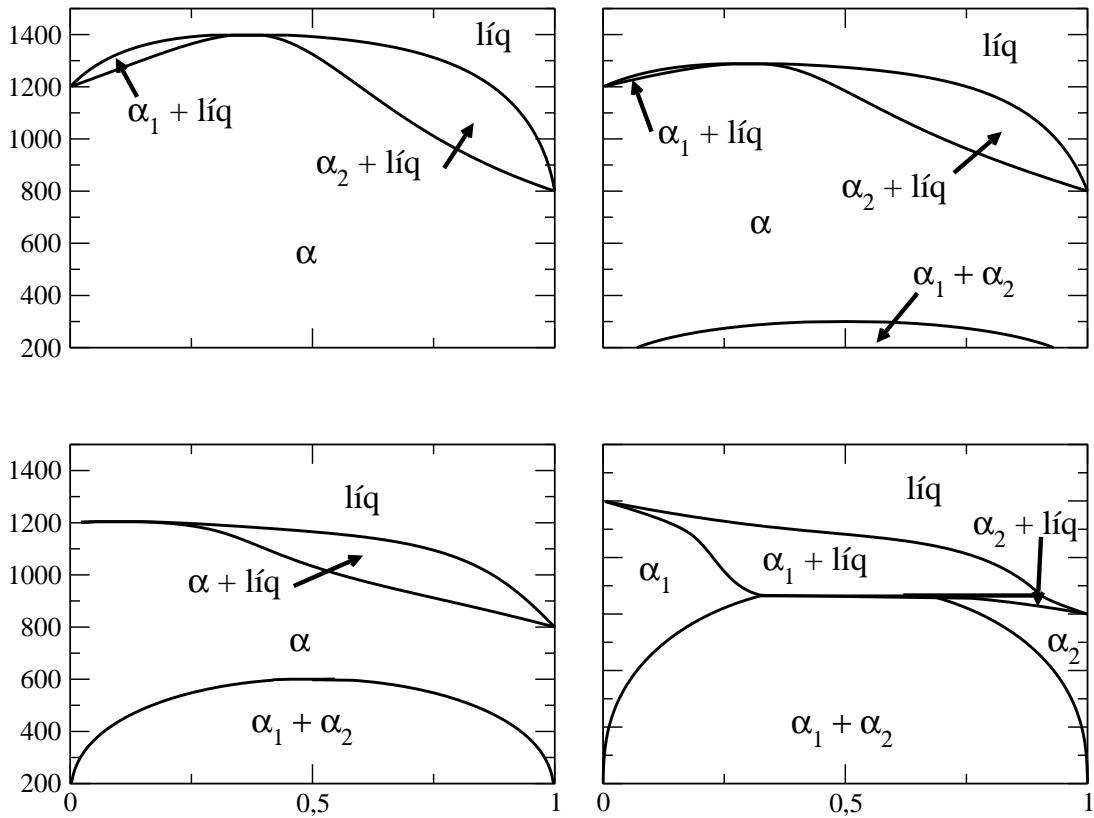 1400
1200
1000
800
600
400
200
líq
α₁ + líq
α₂ + líq
α
líq
α₁ + líq
α₂ + líq
α
α₁ + α₂
1400
1200
1000
800
600
400
200
0
0,5
1
líq
α + líq
α
α₁ + α₂
0
0,5
1
líq
α₂ + líq
α₁ + líq
α₁
α₂
α₁ + α₂